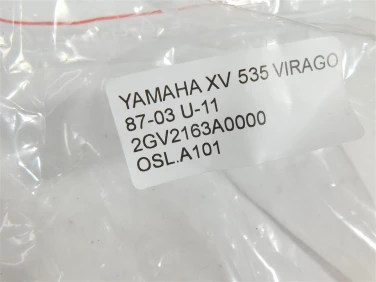 YAMAHA XV 535 VIRAGO
87-03 U-11
2GV2163A0000
OSL.A101